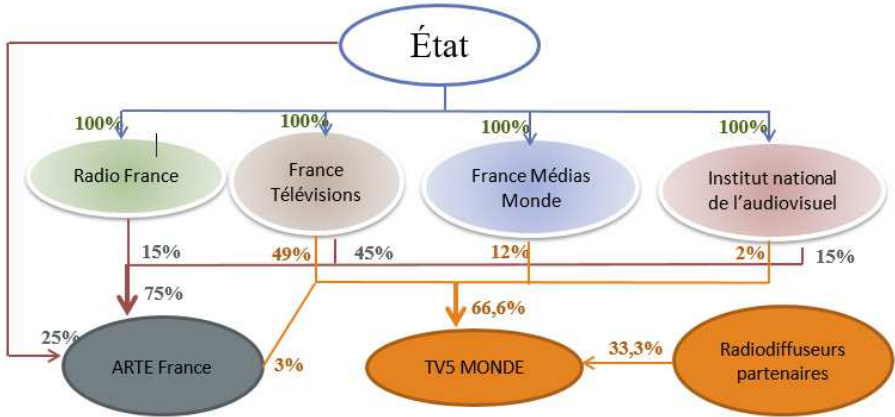 État
100%
100%
100%
100%
Radio France
France
Télévisions
France Médias
Monde
Institut national
de l'audiovisuel
15%
49%
45%
12%
2%
15%
75%
66,6%
25%
ARTE France
3%
TV5 MONDE
33,3%
Radiodiffuseurs
partenaires